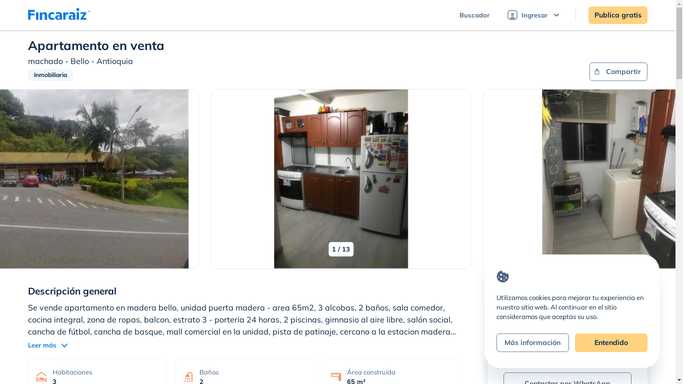 Fincaraiz
Buscador
Ingresar
Publica gratis
Apartamento en venta
machado - Bello - Antioquia
Inmobiliaria
Compartir
1 / 13
Descripción general
Se vende apartamento en madera bello, unidad puerta madera - area 65m2, 3 alcobas, 2 baños, sala comedor,
cocina integral, zona de ropas, balcon, estrato 3 - porteria 24 horas, 2 piscinas, gimnasio al aire libre, salón social,
cancha de fútbol, cancha de basque, mall comercial en la unidad, pista de patinaje, cercano a la estacion madera...
Leer más
Habitaciones
3
Baños
2
Área construida
65 m²
Utilizamos cookies para mejorar tu experiencia en
nuestro sitio web. Al continuar en el sitio
consideramos que aceptas su uso.
Más información
Entendido
Contactar por WhatsApp